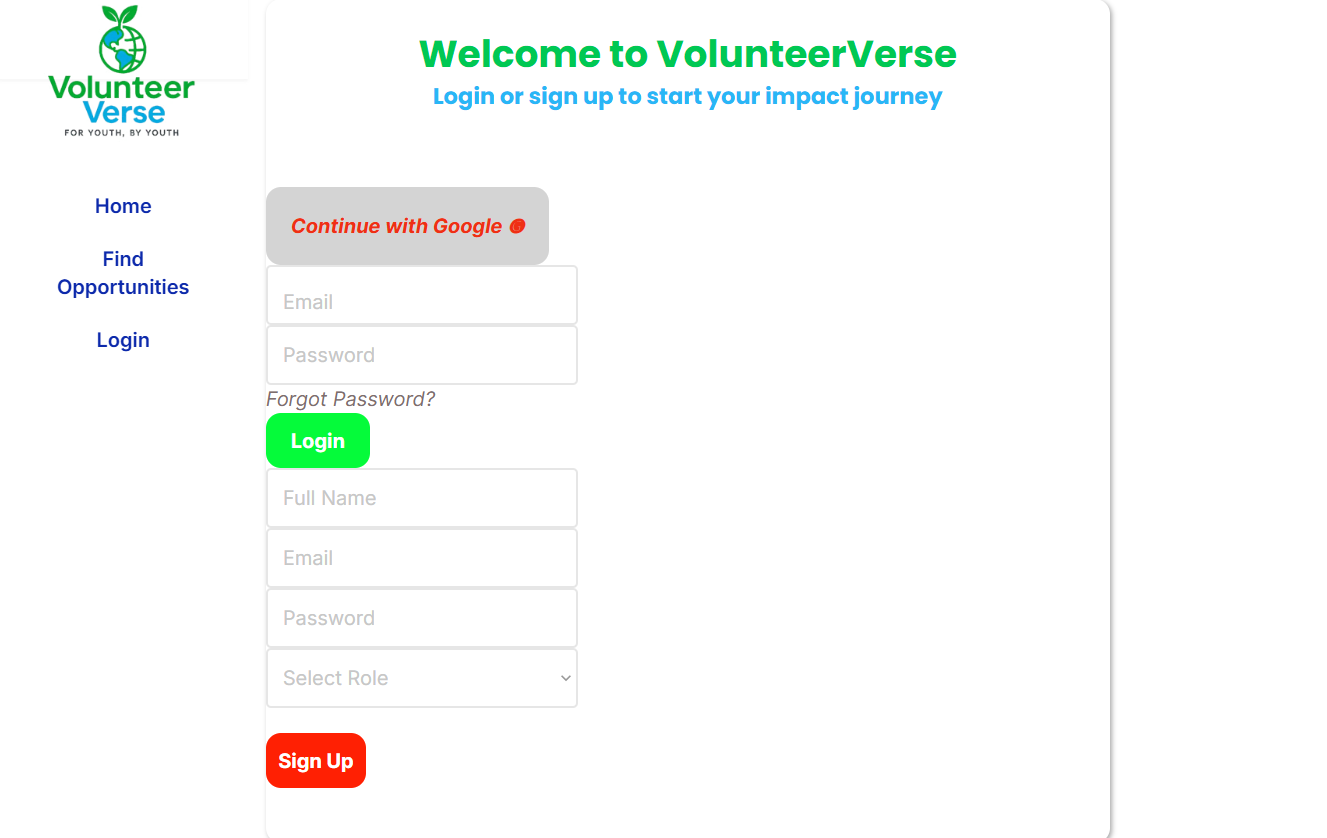 Volunteer
Verse
FOR YOUTH, BY YOUTH
Home
Find
Opportunities
Login
Welcome to VolunteerVerse
Login or sign up to start your impact journey
Continue with Google
Email
Password
Forgot Password?
Login
Full Name
Email
Password
Select Role
Sign Up